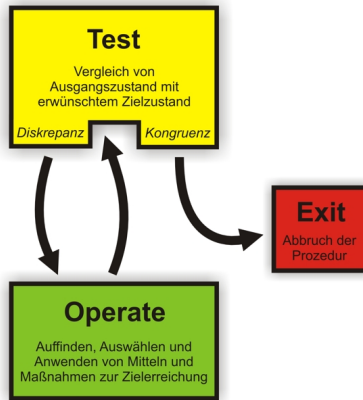 Test
Vergleich von
Ausgangszustand mit
erwünschtem Zielzustand
Diskrepanz Kongruenz
Exit
Abbruch der
Prozedur
Operate
Auffinden, Auswählen und
Anwenden von Mitteln und
Maßnahmen zur Zielerreichung